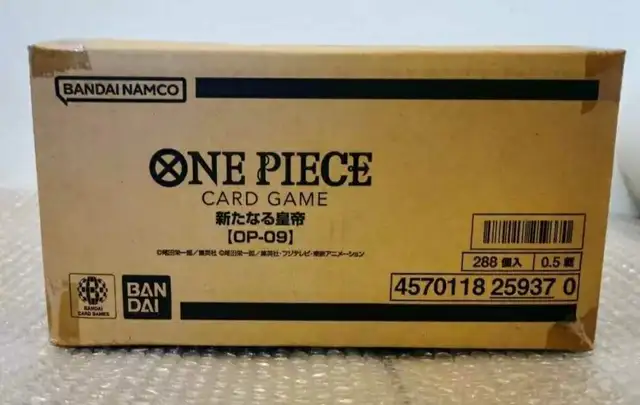 BANDAI NAMCO
ONE PIECE
CARD GAME
新たなる皇帝
【OP-09】
©尾田栄一郎/集英社 ©尾田栄一郎/集英社・フジテレビ・東映アニメーション
288 個入
0.5
4570118 25937 0
BANDAI
CARD GAMES
BAN
DAI